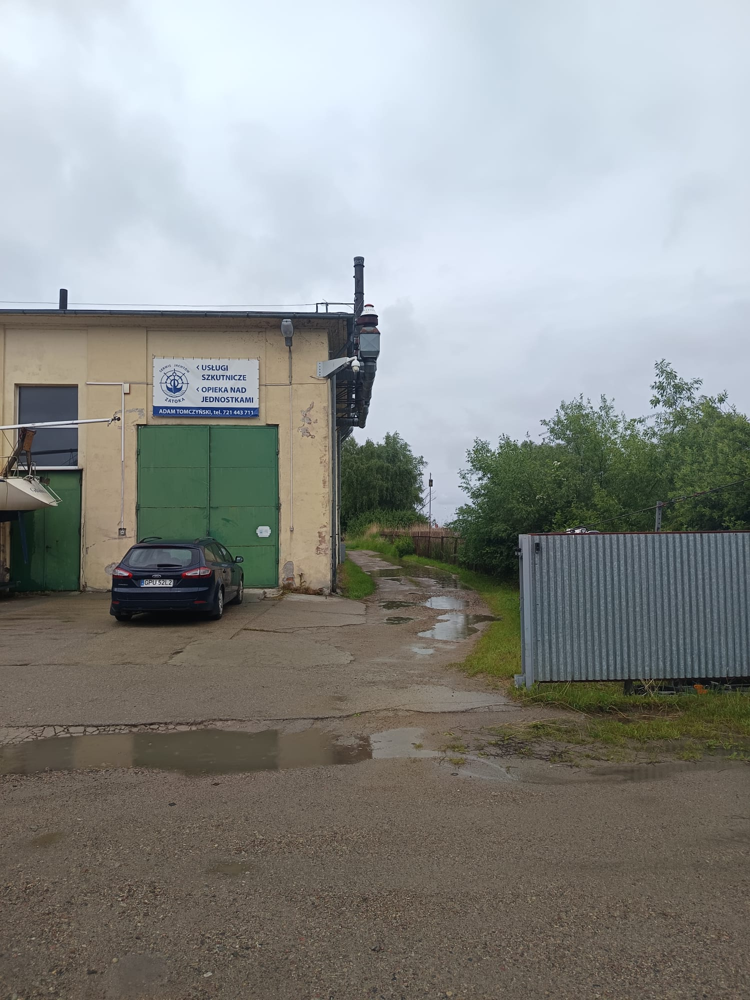 SERWIS JACHTÓW
ZATOKA
< USŁUGI
SZKUTNICZE
< OPIEKA NAD
JEDNOSTKAMI
ADAM TOMCZYŃSKI, tel. 721 443 711
GPU 52L2